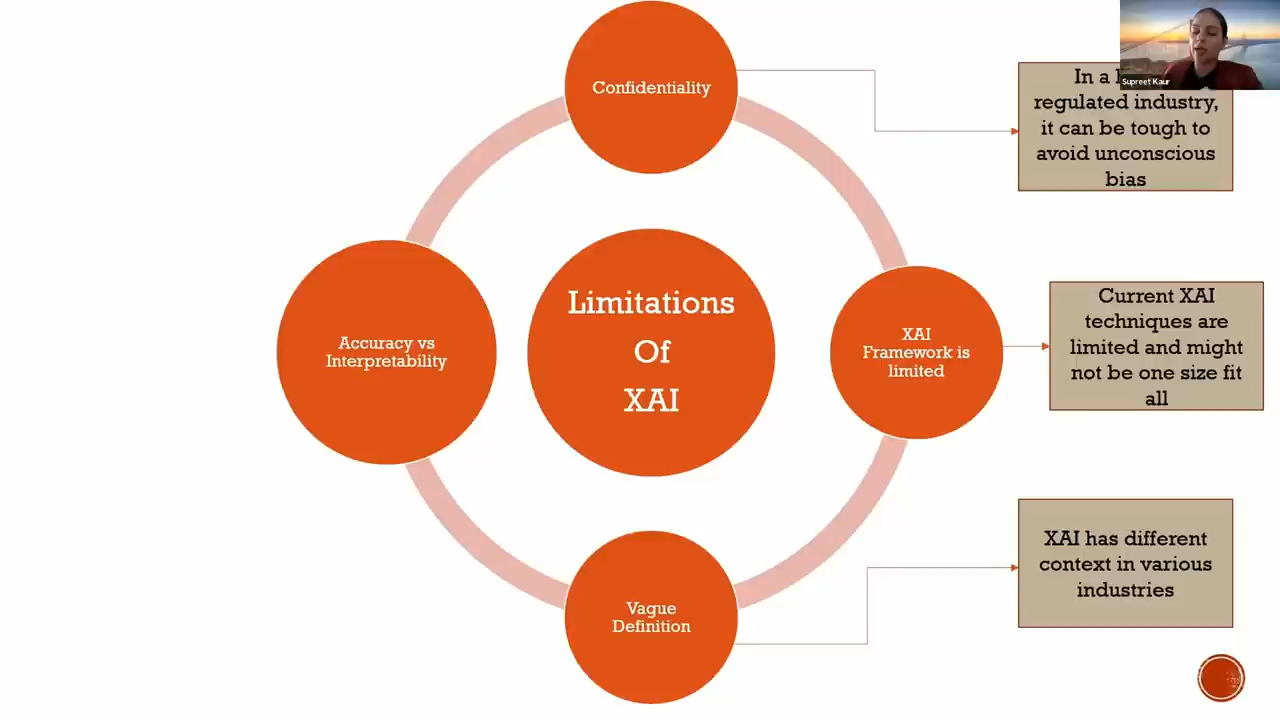 Confidentiality
Supreet Kaur
In a
regulated industry,
it can be tough to
avoid unconscious
bias
Limitations
Of
XAI
Accuracy vs
Interpretability
XAI
Framework is
limited
Current XAI
techniques are
limited and might
not be one size fit
all
Vague
Definition
XAI has different
context in various
industries